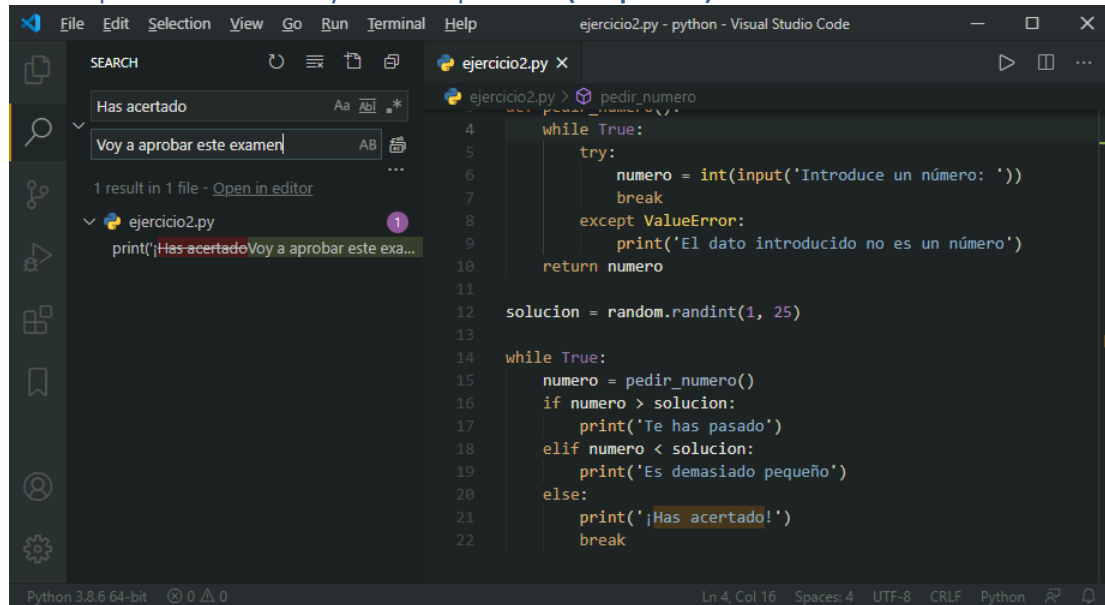 File Edit Selection View Go Run Terminal Help
ejercicio2.py - python - Visual Studio Code
SEARCH
Has acertado
Aa Abl .*
Voy a aprobar este examen
AB
...
1 result in 1 file - Open in editor
ejercicio2.py 1
print('¡Has acertadoVoy a aprobar este exa...
ejercicio2.py
...
ejercicio2.py > pedir_numero
4 while True:
5 try:
6 numero = int(input('Introduce un número: '))
7 break
8 except ValueError:
9 print('El dato introducido no es un número')
10 return numero
11
12 solucion = random.randint(1, 25)
13
14 while True:
15 numero = pedir_numero()
16 if numero > solucion:
17 print('Te has pasado')
18 elif numero < solucion:
19 print('Es demasiado pequeño')
20 else:
21 print('¡Has acertado!')
22 break
Python 3.8.6 64-bit 0 0 Ln 4, Col 16 Spaces: 4 UTF-8 CRLF Python